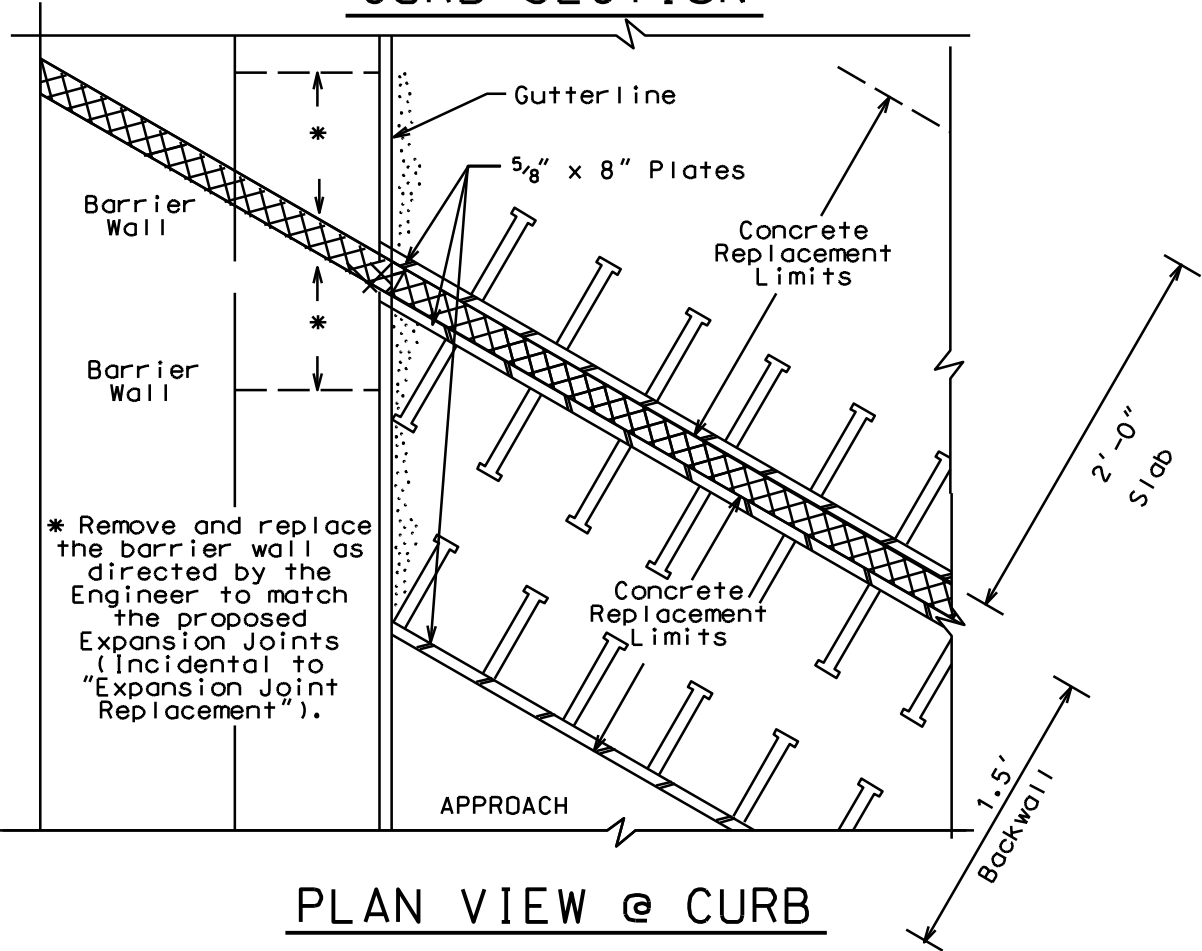 CURB SECTION
Gutterline
5/8" x 8" Plates
*
Barrier
Wall
Concrete
Replacement
Limits
*
Barrier
Wall
2'-0"
Slab
* Remove and replace
the barrier wall as
directed by the
Engineer to match
the proposed
Expansion Joints
(Incidental to
"Expansion Joint
Replacement").
Concrete
Replacement
Limits
1.5'
Backwall
APPROACH
PLAN VIEW @ CURB